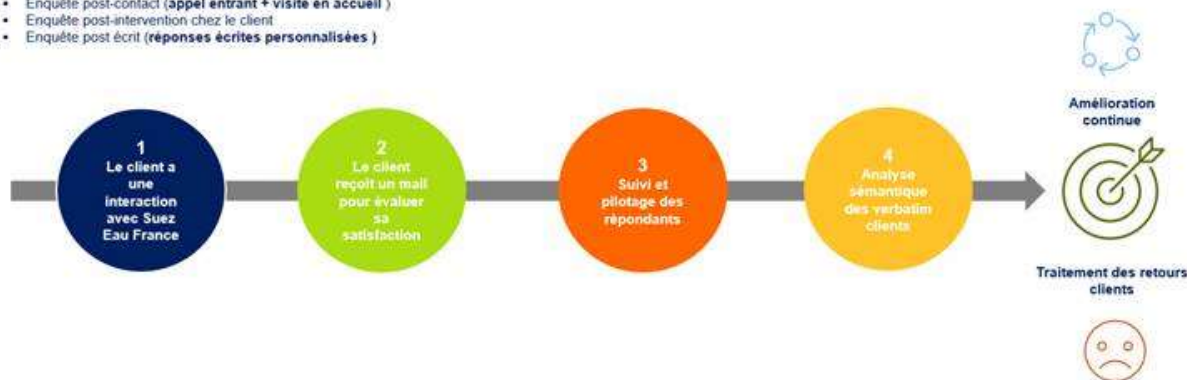 • Enquête post-contact (appel entrant + visite en accueil )
• Enquête post-intervention chez le client
• Enquête post écrit (réponses écrites personnalisées )
1
Le client a
une
interaction
avec Suez
Eau France
2
Le client
reçoit un mail
pour évaluer
sa
satisfaction
3
Suivi et
pilotage des
répondants
4
Analyse
sémantique
des verbatim
clients
Amélioration
continue
Traitement des retours
clients